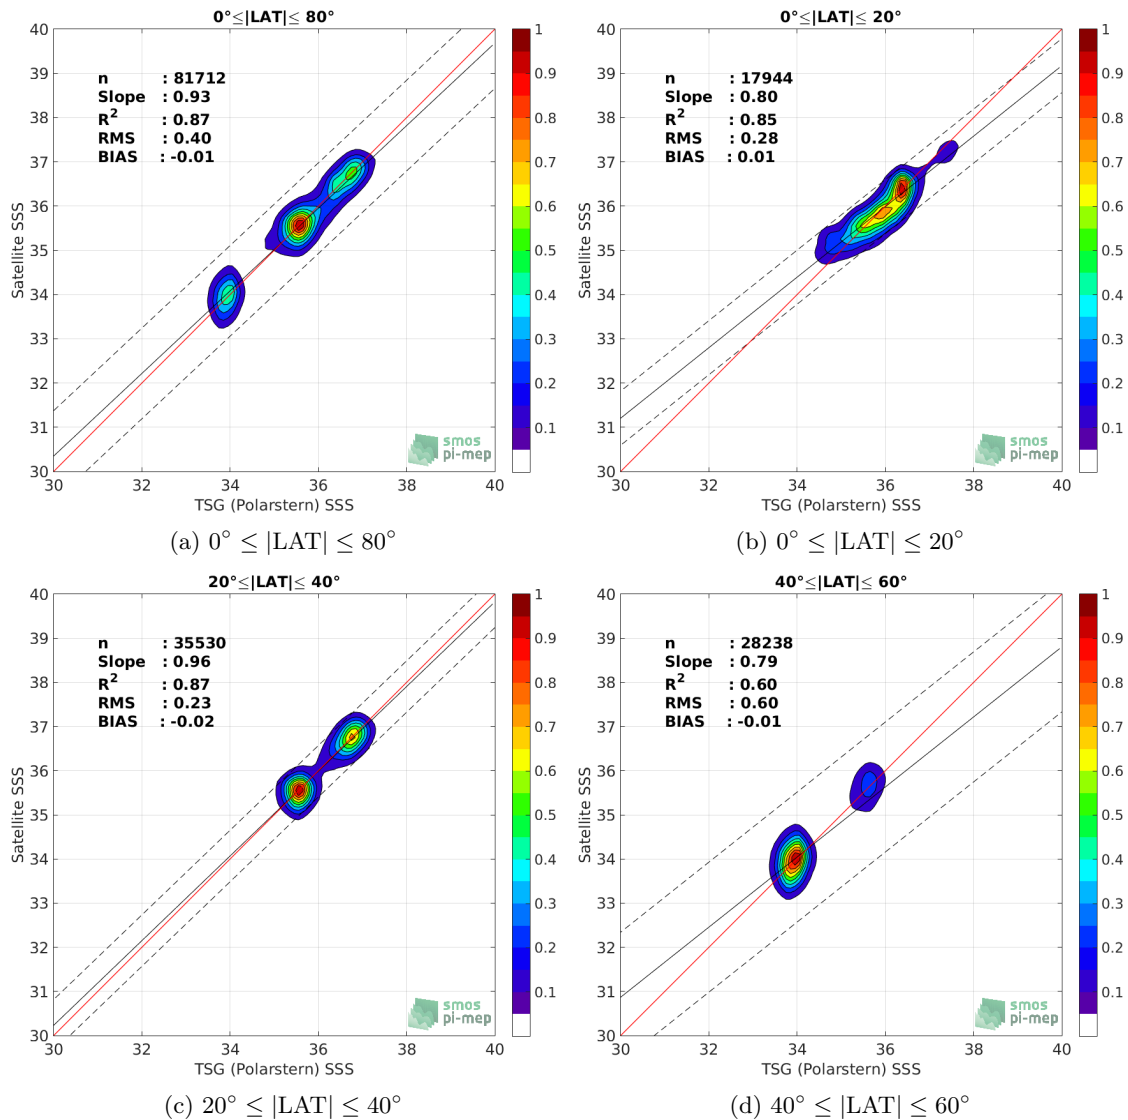 0°≤|LAT|≤ 80°
40
39
38
37
36
35
34
33
32
31
30
30
32
34
36
38
40
Satellite SSS
TSG (Polarstern) SSS
n : 81712
Slope : 0.93
R² : 0.87
RMS : 0.40
BIAS : -0.01
1
0.9
0.8
0.7
0.6
0.5
0.4
0.3
0.2
0.1
smos
pi-mep
(a) 0° ≤ |LAT| ≤ 80°
0°≤|LAT|≤ 20°
40
39
38
37
36
35
34
33
32
31
30
30
32
34
36
38
40
Satellite SSS
TSG (Polarstern) SSS
n : 17944
Slope : 0.80
R² : 0.85
RMS : 0.28
BIAS : 0.01
1
0.9
0.8
0.7
0.6
0.5
0.4
0.3
0.2
0.1
smos
pi-mep
(b) 0° ≤ |LAT| ≤ 20°
20°≤|LAT|≤ 40°
40
39
38
37
36
35
34
33
32
31
30
30
32
34
36
38
40
Satellite SSS
TSG (Polarstern) SSS
n : 35530
Slope : 0.96
R² : 0.87
RMS : 0.23
BIAS : -0.02
1
0.9
0.8
0.7
0.6
0.5
0.4
0.3
0.2
0.1
smos
pi-mep
(c) 20° ≤ |LAT| ≤ 40°
40°≤|LAT|≤ 60°
40
39
38
37
36
35
34
33
32
31
30
30
32
34
36
38
40
Satellite SSS
TSG (Polarstern) SSS
n : 28238
Slope : 0.79
R² : 0.60
RMS : 0.60
BIAS : -0.01
1
0.9
0.8
0.7
0.6
0.5
0.4
0.3
0.2
0.1
smos
pi-mep
(d) 40° ≤ |LAT| ≤ 60°